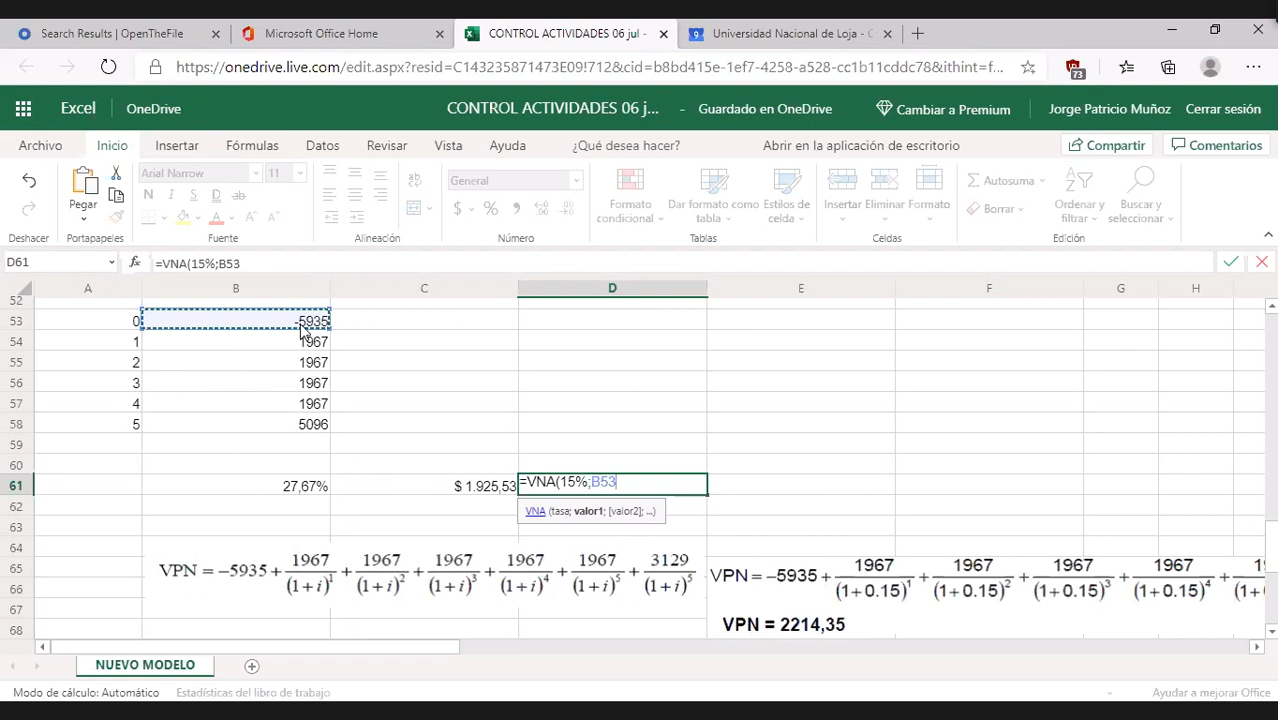 Search Results | OpenTheFile
Microsoft Office Home
CONTROL ACTIVIDADES 06 jul -
Universidad Nacional de Loja - C
https://onedrive.live.com/edit.aspx?resid=C143235871473E09!712&cid=b8bd415e-1ef7-4258-a528-cc1b11cddc78&ithint=f...
73
Excel OneDrive CONTROL ACTIVIDADES 06 jul... - Guardado en OneDrive Cambiar a Premium Jorge Patricio Muñoz Cerrar sesión
Archivo Inicio Insertar Fórmulas Datos Revisar Vista Ayuda ¿Qué desea hacer? Abrir en la aplicación de escritorio Compartir Comentarios
Arial Narrow 11 General
Pegar
N K S D ab
$ %
Formato condicional
Dar formato como tabla
Estilos de celda
Insertar Eliminar Formato
Autosuma
Borrar
Ordenar y filtrar
Buscar y seleccionar
Deshacer Portapapeles Fuente Alineación Número Tablas Celdas Edición
D61 fx =VNA(15%;B53
A B C D E F G H
52
53 0 -5935
54 1 1967
55 2 1967
56 3 1967
57 4 1967
58 5 5096
59
60
61 27,67% $ 1.925,53 =VNA(15%;B53
62 VNA (tasa; valor1; [valor2]; ...)
63
64
65
66
67
68
VPN = −5935 + 1967/(1+i)^1 + 1967/(1+i)^2 + 1967/(1+i)^3 + 1967/(1+i)^4 + 1967/(1+i)^5 + 3129/(1+i)^5
VPN = −5935 + 1967/(1+0.15)^1 + 1967/(1+0.15)^2 + 1967/(1+0.15)^3 + 1967/(1+0.15)^4 +
VPN = 2214,35
NUEVO MODELO
Modo de cálculo: Automático Estadísticas del libro de trabajo Ayudar a mejorar Office